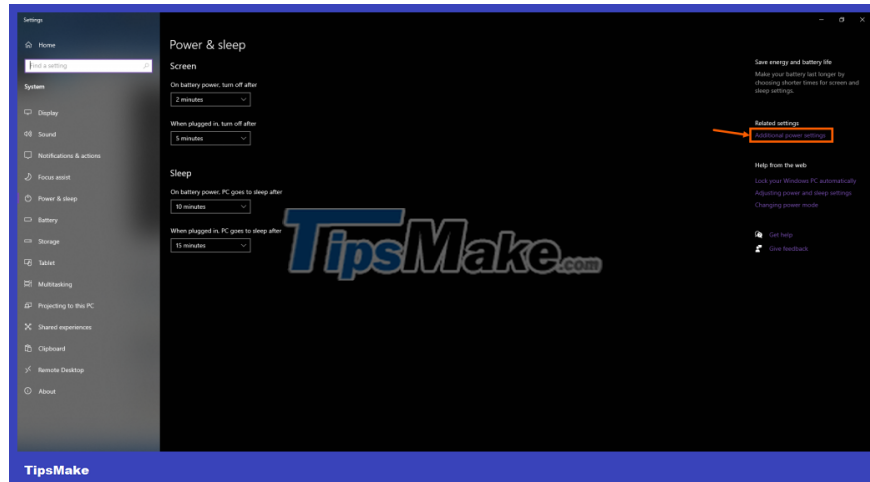 Settings
Home
Find a setting
System
Display
Sound
Notifications & actions
Focus assist
Power & sleep
Battery
Storage
Tablet
Multitasking
Projecting to this PC
Shared experiences
Clipboard
Remote Desktop
About
Power & sleep
Screen
On battery power, turn off after
2 minutes
When plugged in, turn off after
5 minutes
Sleep
On battery power, PC goes to sleep after
10 minutes
When plugged in, PC goes to sleep after
15 minutes
Save energy and battery life
Make your battery last longer by
choosing shorter times for screen and
sleep settings.
Related settings
Additional power settings
Help from the web
Lock your Windows PC automatically
Adjusting power and sleep settings
Changing power mode
Get help
Give feedback
TipsMake.com
TipsMake